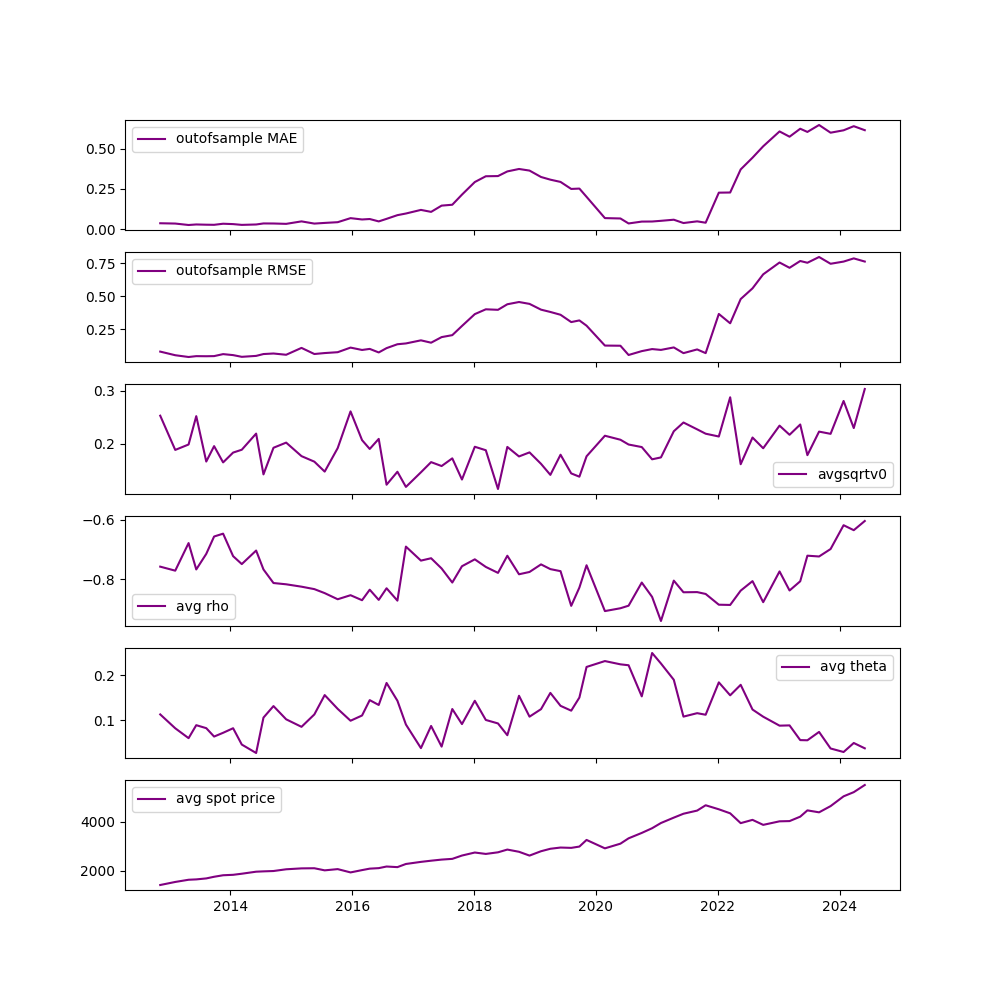 outofsample MAE
0.50
0.25
0.00
outofsample RMSE
0.75
0.50
0.25
0.3
0.2
avgsqrtv0
−0.6
−0.8
avg rho
avg theta
0.2
0.1
avg spot price
4000
2000
2014 2016 2018 2020 2022 2024